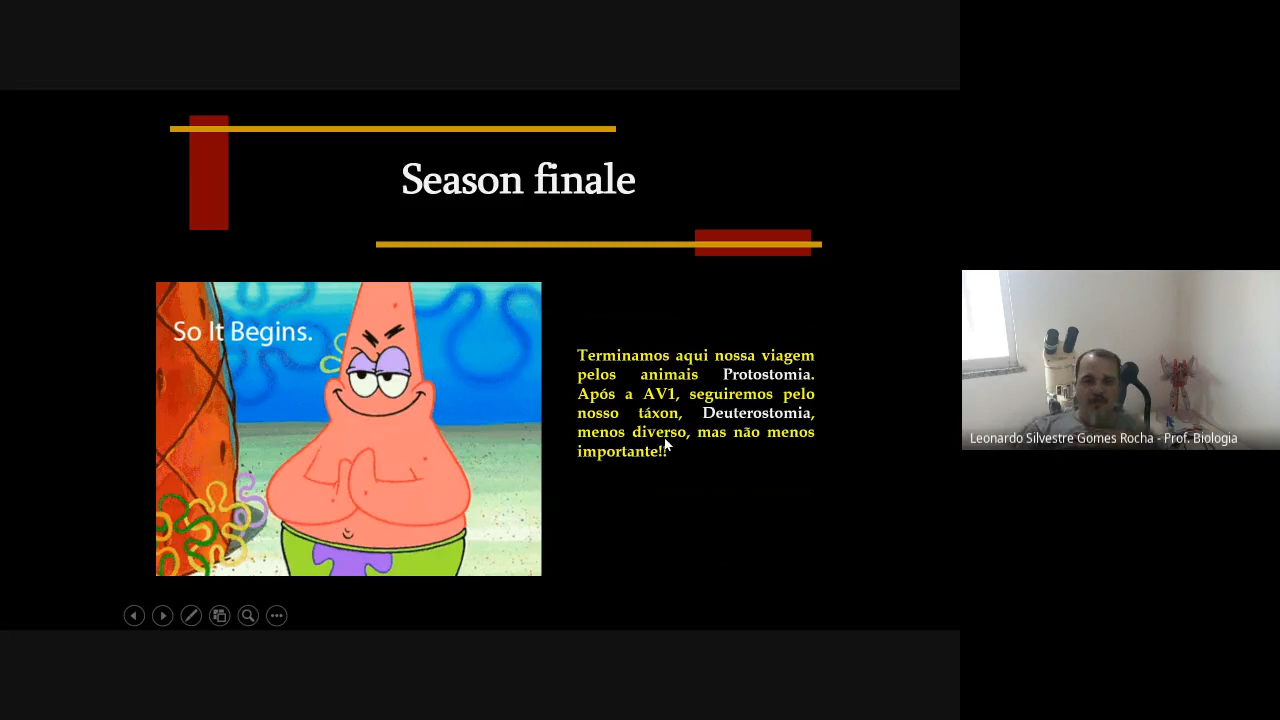 Season finale
So It Begins.
Terminamos aqui nossa viagem
pelos animais Protostomia.
Após a AV1, seguiremos pelo
nosso táxon, Deuterostomia,
menos diverso, mas não menos
importante!!
Leonardo Silvestre Gomes Rocha - Prof. Biologia